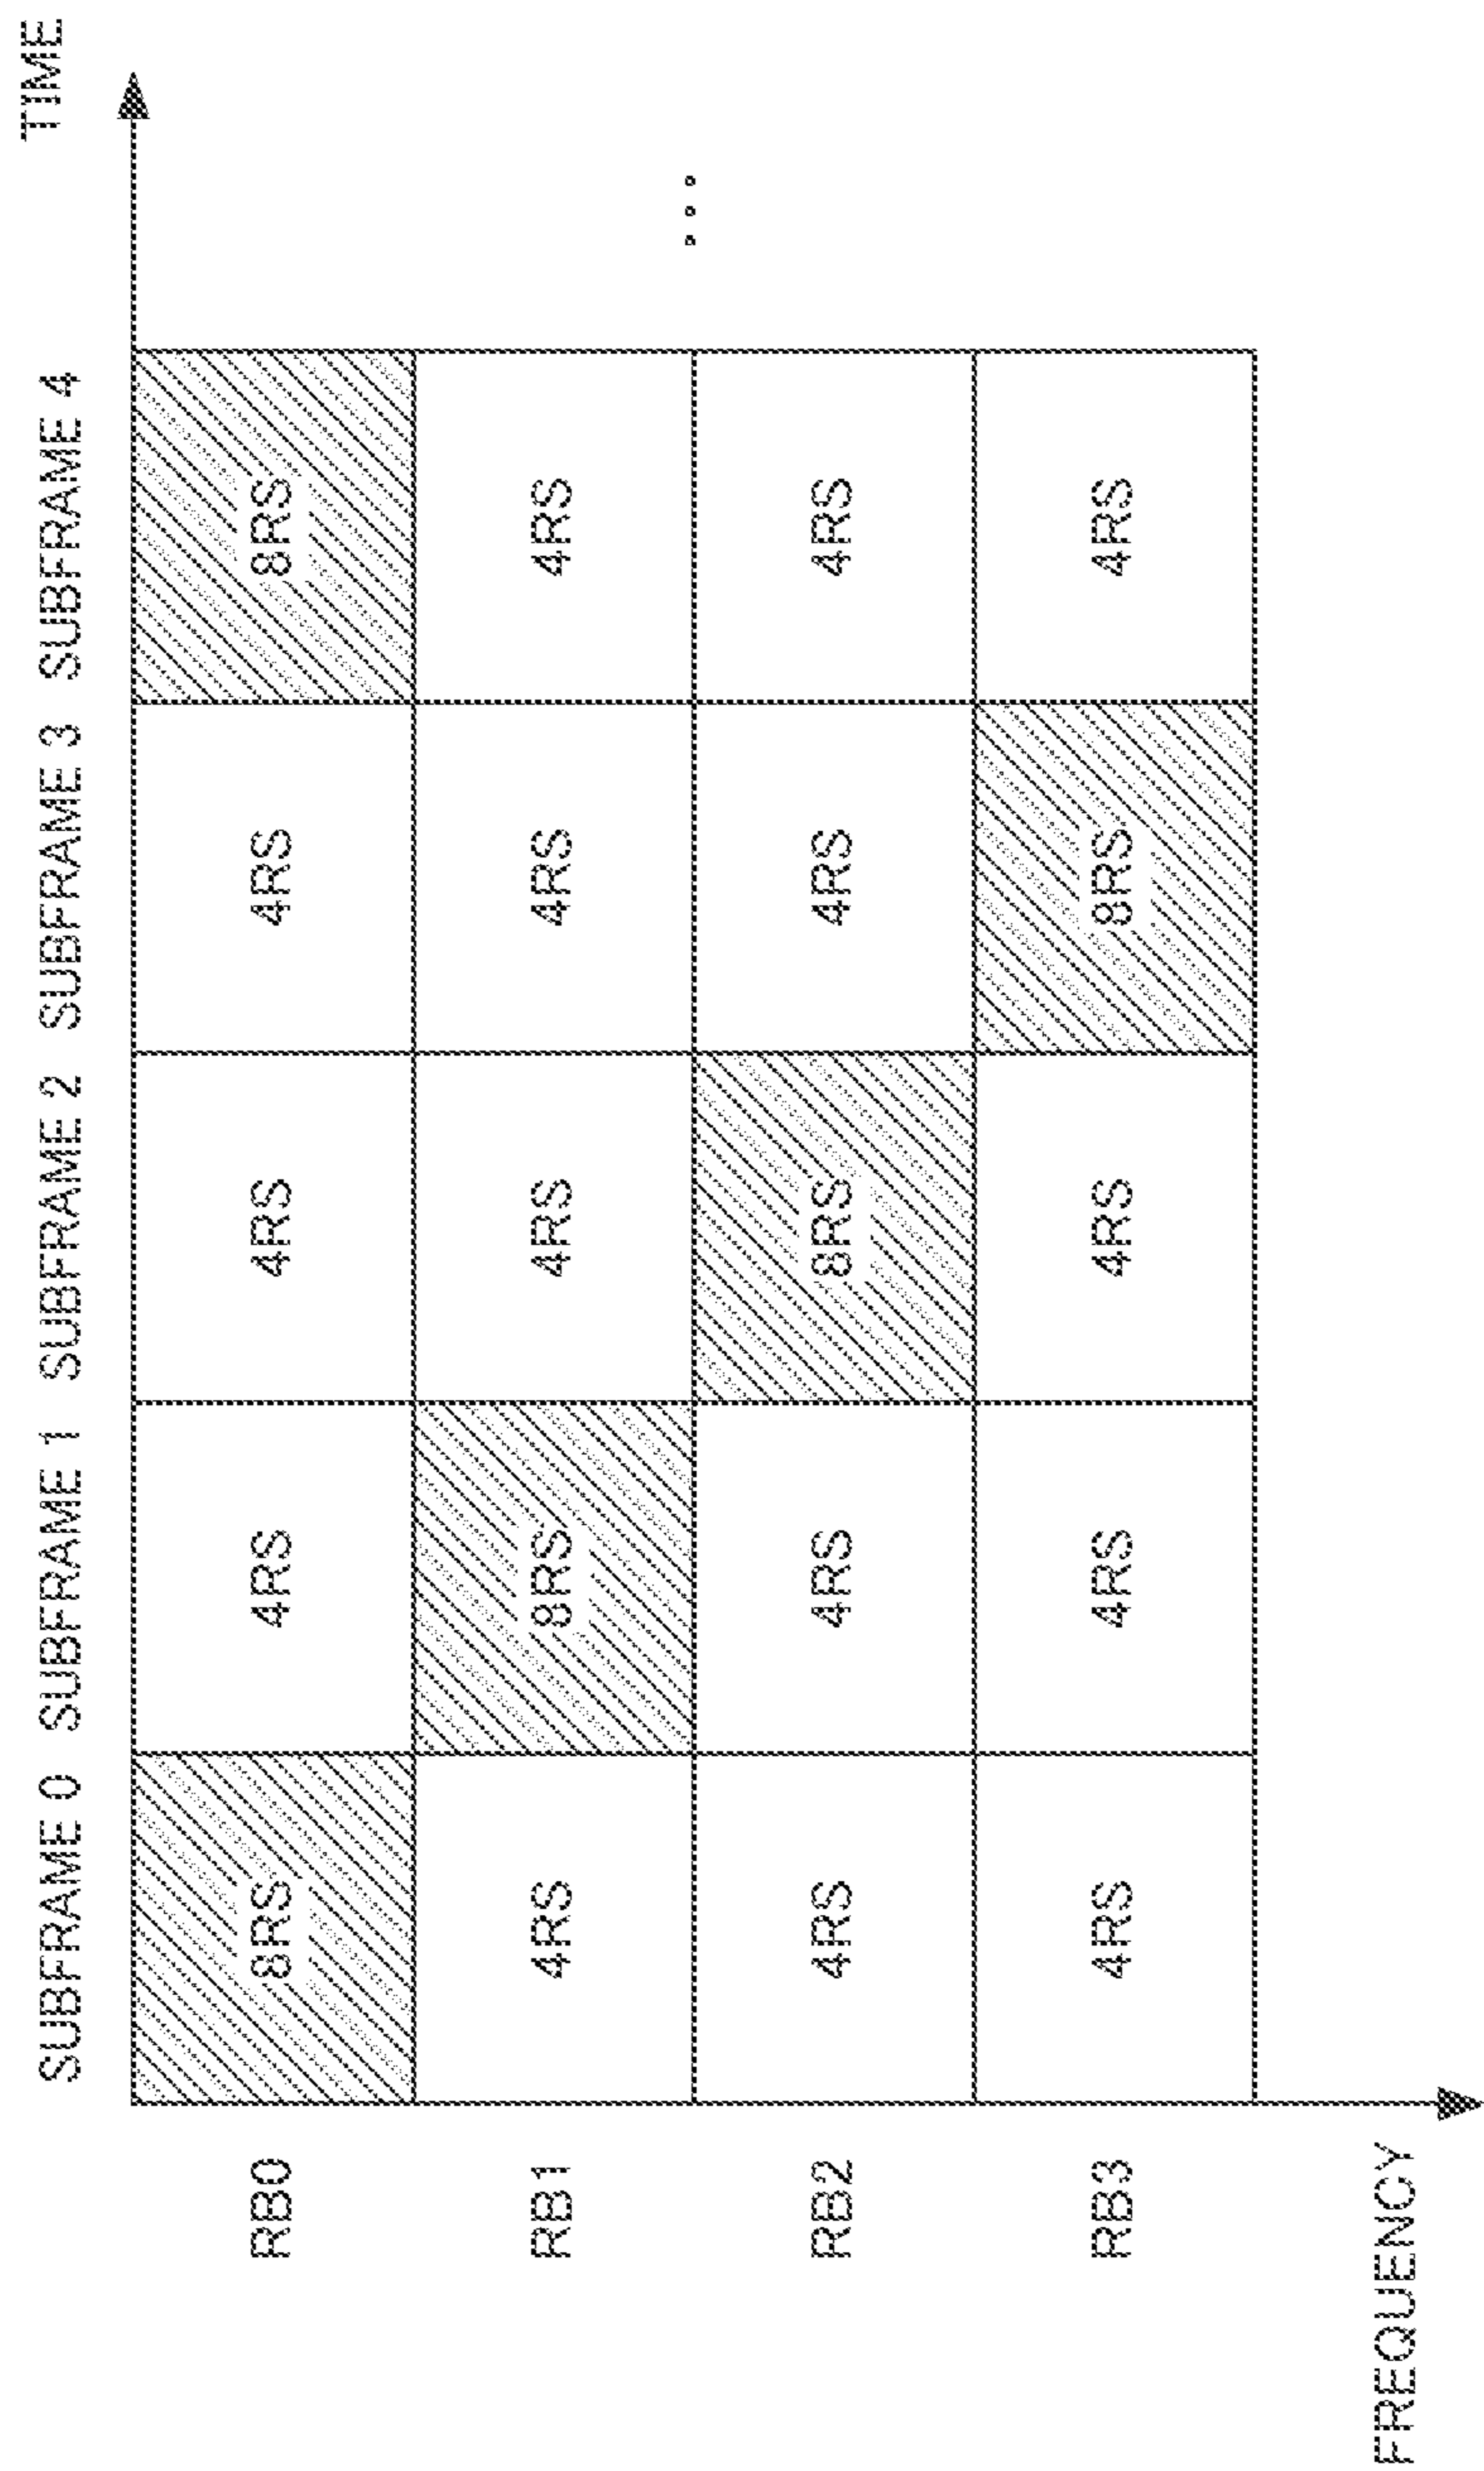 TIME
SUBFRAME 0 SUBFRAME 1 SUBFRAME 2 SUBFRAME 3 SUBFRAME 4
RB0 8RS 4RS 4RS 4RS 8RS
RB1 4RS 8RS 4RS 4RS 4RS
RB2 4RS 4RS 8RS 4RS 4RS
RB3 4RS 4RS 4RS 8RS 4RS
FREQUENCY